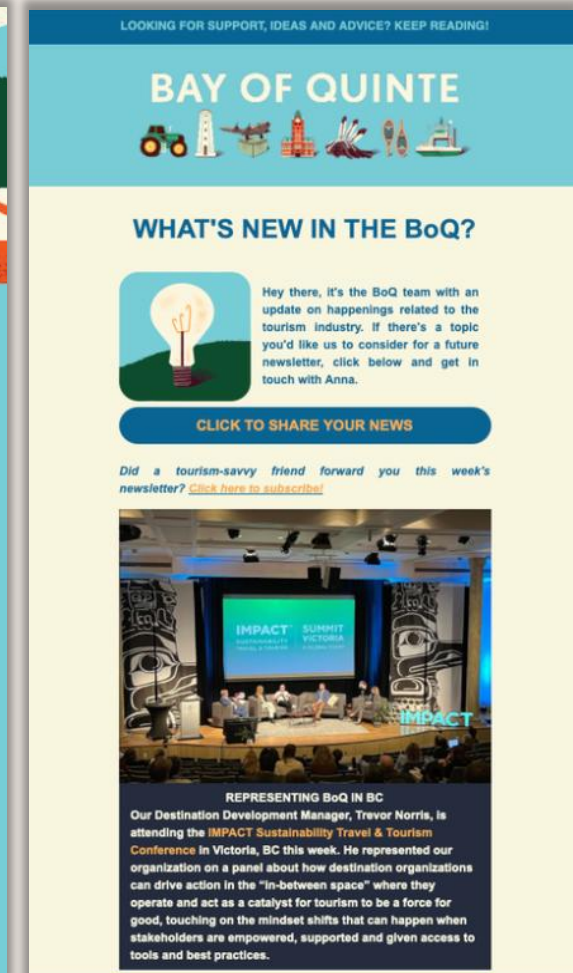 LOOKING FOR SUPPORT, IDEAS AND ADVICE? KEEP READING!
BAY OF QUINTE
WHAT'S NEW IN THE BoQ?
Hey there, it's the BoQ team with an
update on happenings related to the
tourism industry. If there's a topic
you'd like us to consider for a future
newsletter, click below and get in
touch with Anna.
CLICK TO SHARE YOUR NEWS
Did a tourism-savvy friend forward you this week's
newsletter? Click here to subscribe!
IMPACT SUMMIT
SUSTAINABILITY VICTORIA
TRAVEL & TOURISM
IMPACT
REPRESENTING BoQ IN BC
Our Destination Development Manager, Trevor Norris, is
attending the IMPACT Sustainability Travel & Tourism
Conference in Victoria, BC this week. He represented our
organization on a panel about how destination organizations
can drive action in the "in-between space" where they
operate and act as a catalyst for tourism to be a force for
good, touching on the mindset shifts that can happen when
stakeholders are empowered, supported and given access to
tools and best practices.